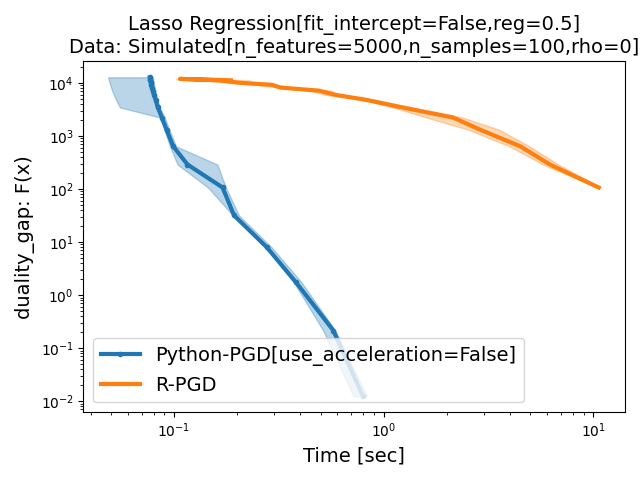 Lasso Regression[fit_intercept=False,reg=0.5]
Data: Simulated[n_features=5000,n_samples=100,rho=0]
duality_gap: F(x)
10⁴
10³
10²
10¹
10⁰
10⁻¹
10⁻²
Python-PGD[use_acceleration=False]
R-PGD
10⁻¹
10⁰
10¹
Time [sec]